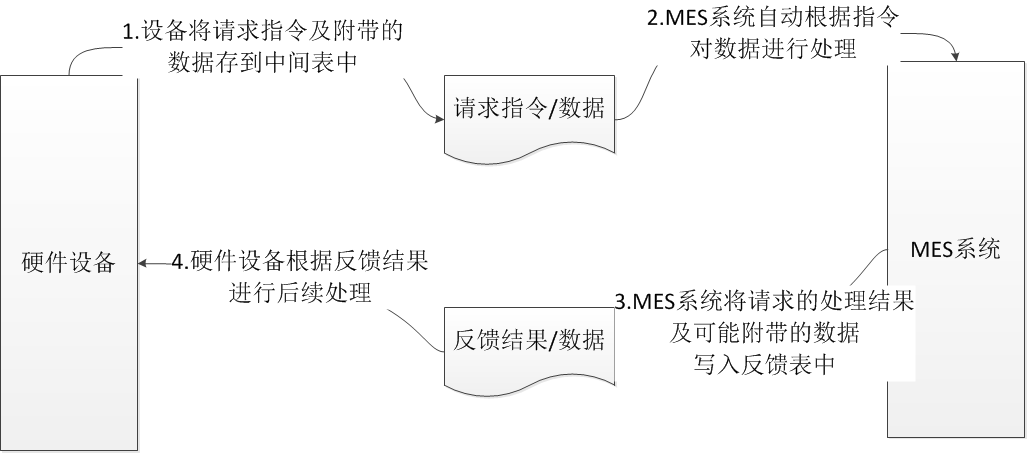 1.设备将请求指令及附带的
数据存到中间表中
2.MES系统自动根据指令
对数据进行处理
请求指令/数据
硬件设备
MES系统
4.硬件设备根据反馈结果
进行后续处理
3.MES系统将请求的处理结果
及可能附带的数据
写入反馈表中
反馈结果/数据